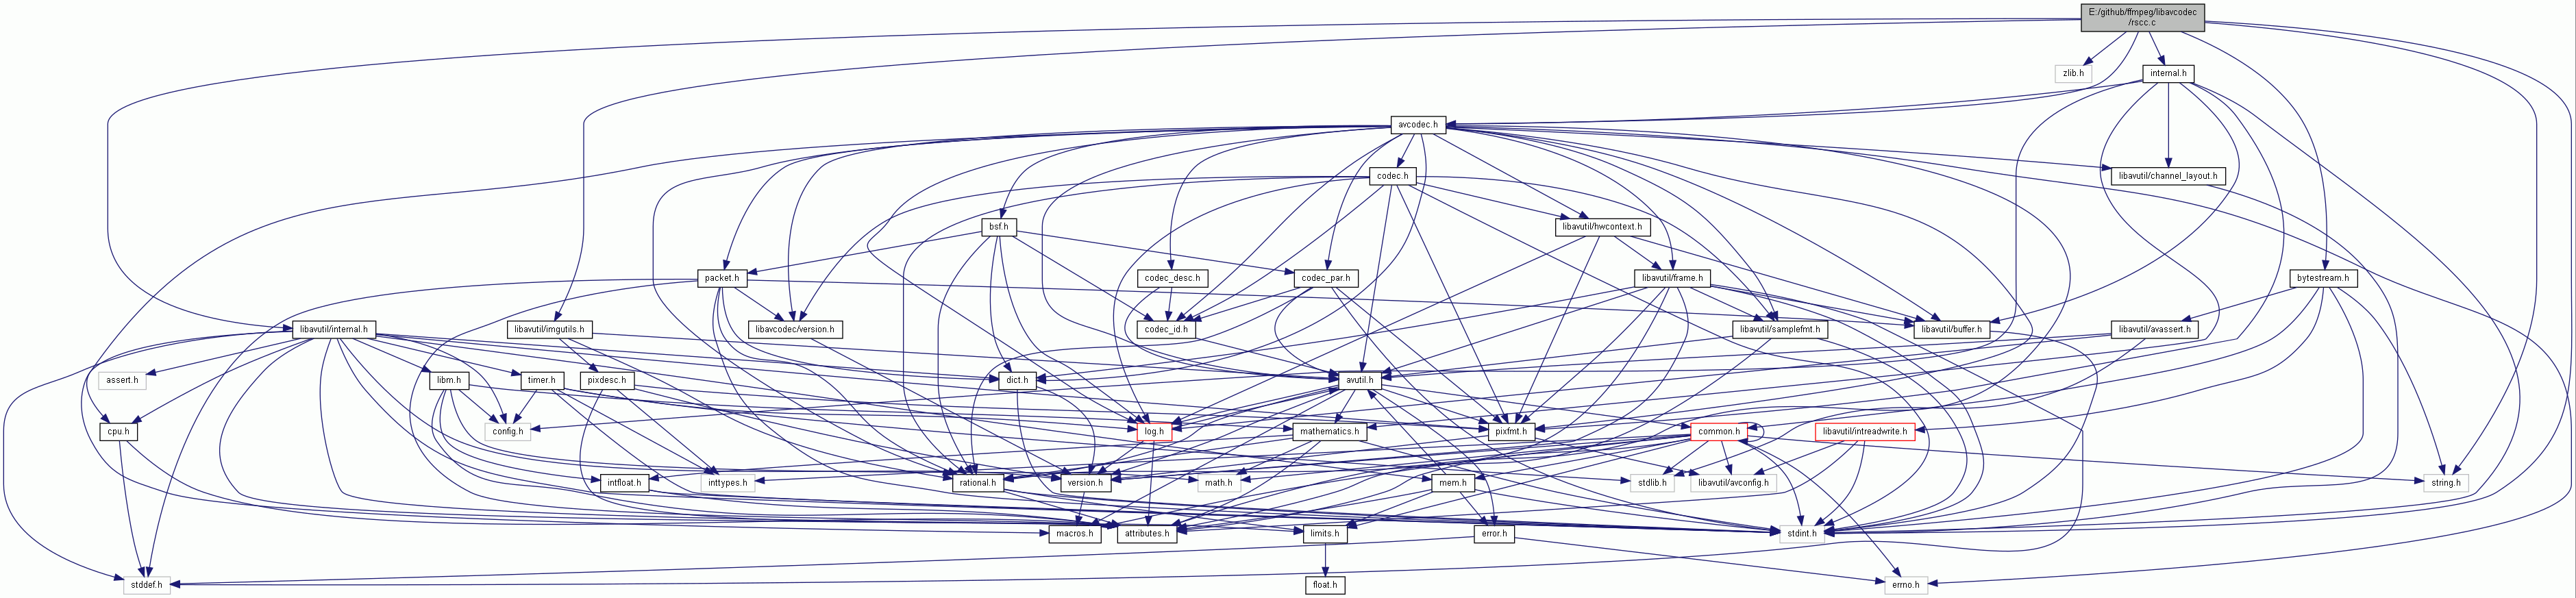 E:/github/ffmpeg/libavcodec
/rscc.c
zlib.h
internal.h
avcodec.h
codec.h
libavutil/channel_layout.h
bsf.h
libavutil/hwcontext.h
packet.h
codec_desc.h
codec_par.h
libavutil/frame.h
bytestream.h
libavutil/internal.h
libavutil/imgutils.h
libavcodec/version.h
codec_id.h
libavutil/samplefmt.h
libavutil/buffer.h
libavutil/avassert.h
assert.h
libm.h
timer.h
pixdesc.h
dict.h
avutil.h
cpu.h
config.h
log.h
mathematics.h
pixfmt.h
common.h
libavutil/intreadwrite.h
intfloat.h
inttypes.h
rational.h
version.h
math.h
mem.h
stdlib.h
libavutil/avconfig.h
string.h
macros.h
attributes.h
limits.h
error.h
stdint.h
stddef.h
float.h
errno.h